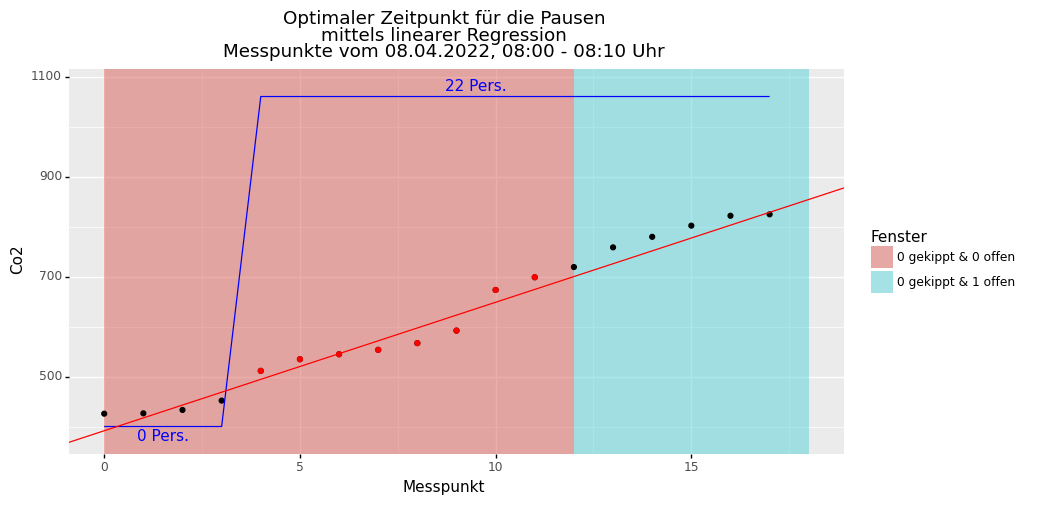 Optimaler Zeitpunkt für die Pausen
mittels linearer Regression
Messpunkte vom 08.04.2022, 08:00 - 08:10 Uhr
1100
900
700
500
Co2
22 Pers.
0 Pers.
0
5
10
15
Messpunkt
Fenster
0 gekippt & 0 offen
0 gekippt & 1 offen